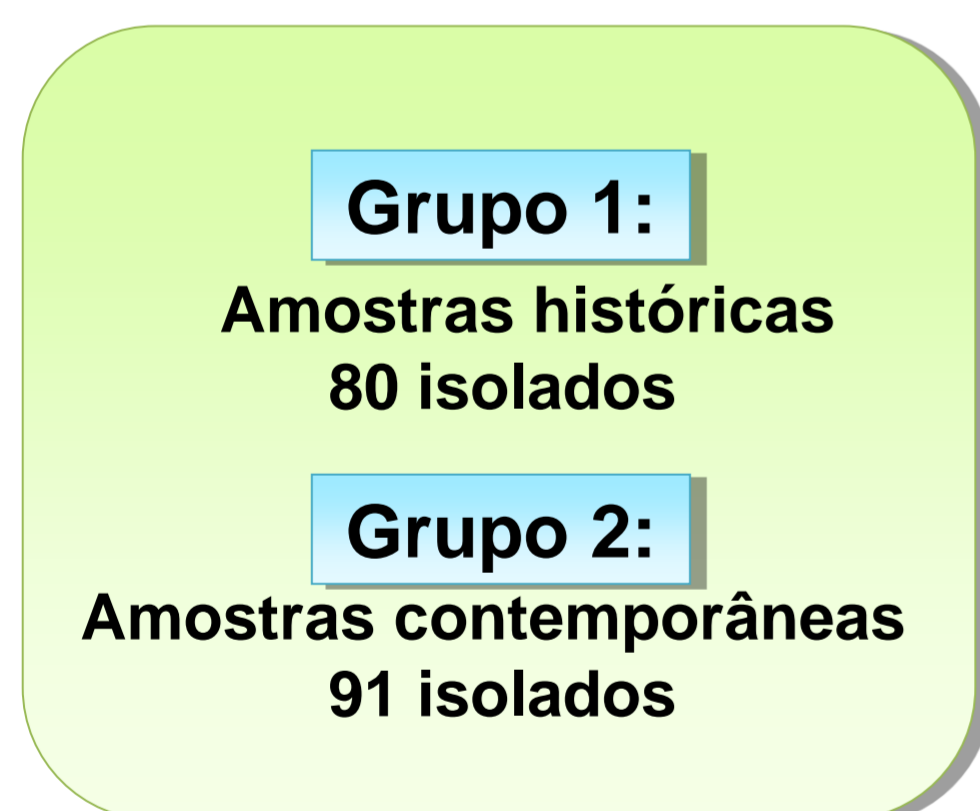 Grupo 1:
Amostras históricas
80 isolados
Grupo 2:
Amostras contemporâneas
91 isolados